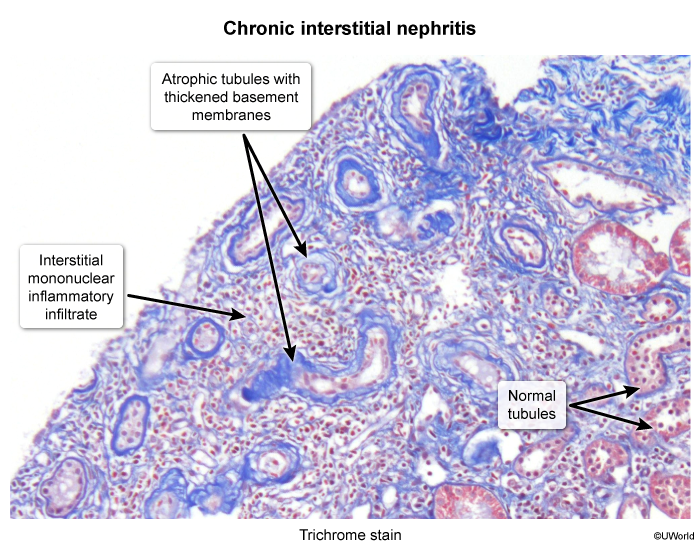 Chronic interstitial nephritis
Atrophic tubules with
thickened basement
membranes
Interstitial
mononuclear
inflammatory
infiltrate
Normal
tubules
Trichrome stain
©UWorld